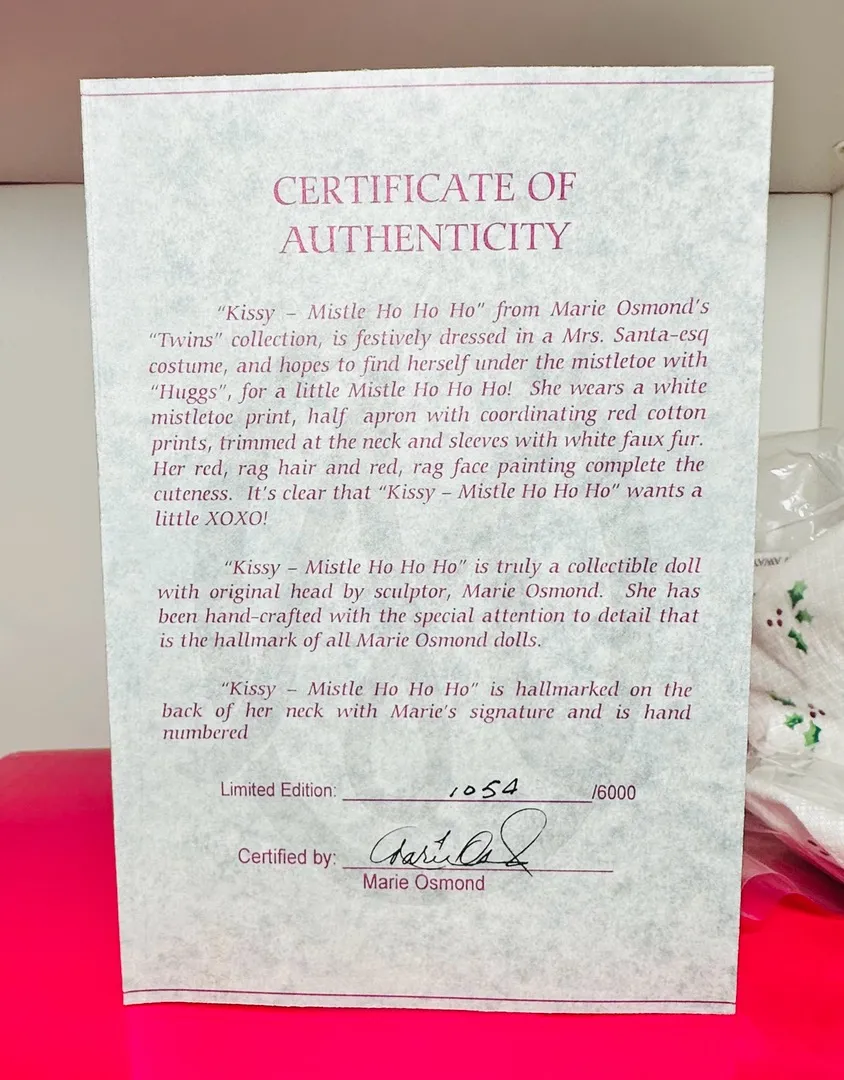 CERTIFICATE OF
AUTHENTICITY
"Kissy – Mistle Ho Ho Ho" from Marie Osmond's
"Twins" collection, is festively dressed in a Mrs. Santa-esq
costume, and hopes to find herself under the mistletoe with
"Huggs", for a little Mistle Ho Ho Ho! She wears a white
mistletoe print, half apron with coordinating red cotton
prints, trimmed at the neck and sleeves with white faux fur.
Her red, rag hair and red, rag face painting complete the
cuteness. It's clear that "Kissy – Mistle Ho Ho Ho" wants a
little XOXO!
"Kissy – Mistle Ho Ho Ho" is truly a collectible doll
with original head by sculptor, Marie Osmond. She has
been hand-crafted with the special attention to detail that
is the hallmark of all Marie Osmond dolls.
"Kissy – Mistle Ho Ho Ho" is hallmarked on the
back of her neck with Marie's signature and is hand
numbered
Limited Edition: 1054 /6000
Certified by: Marie Osmond
Marie Osmond